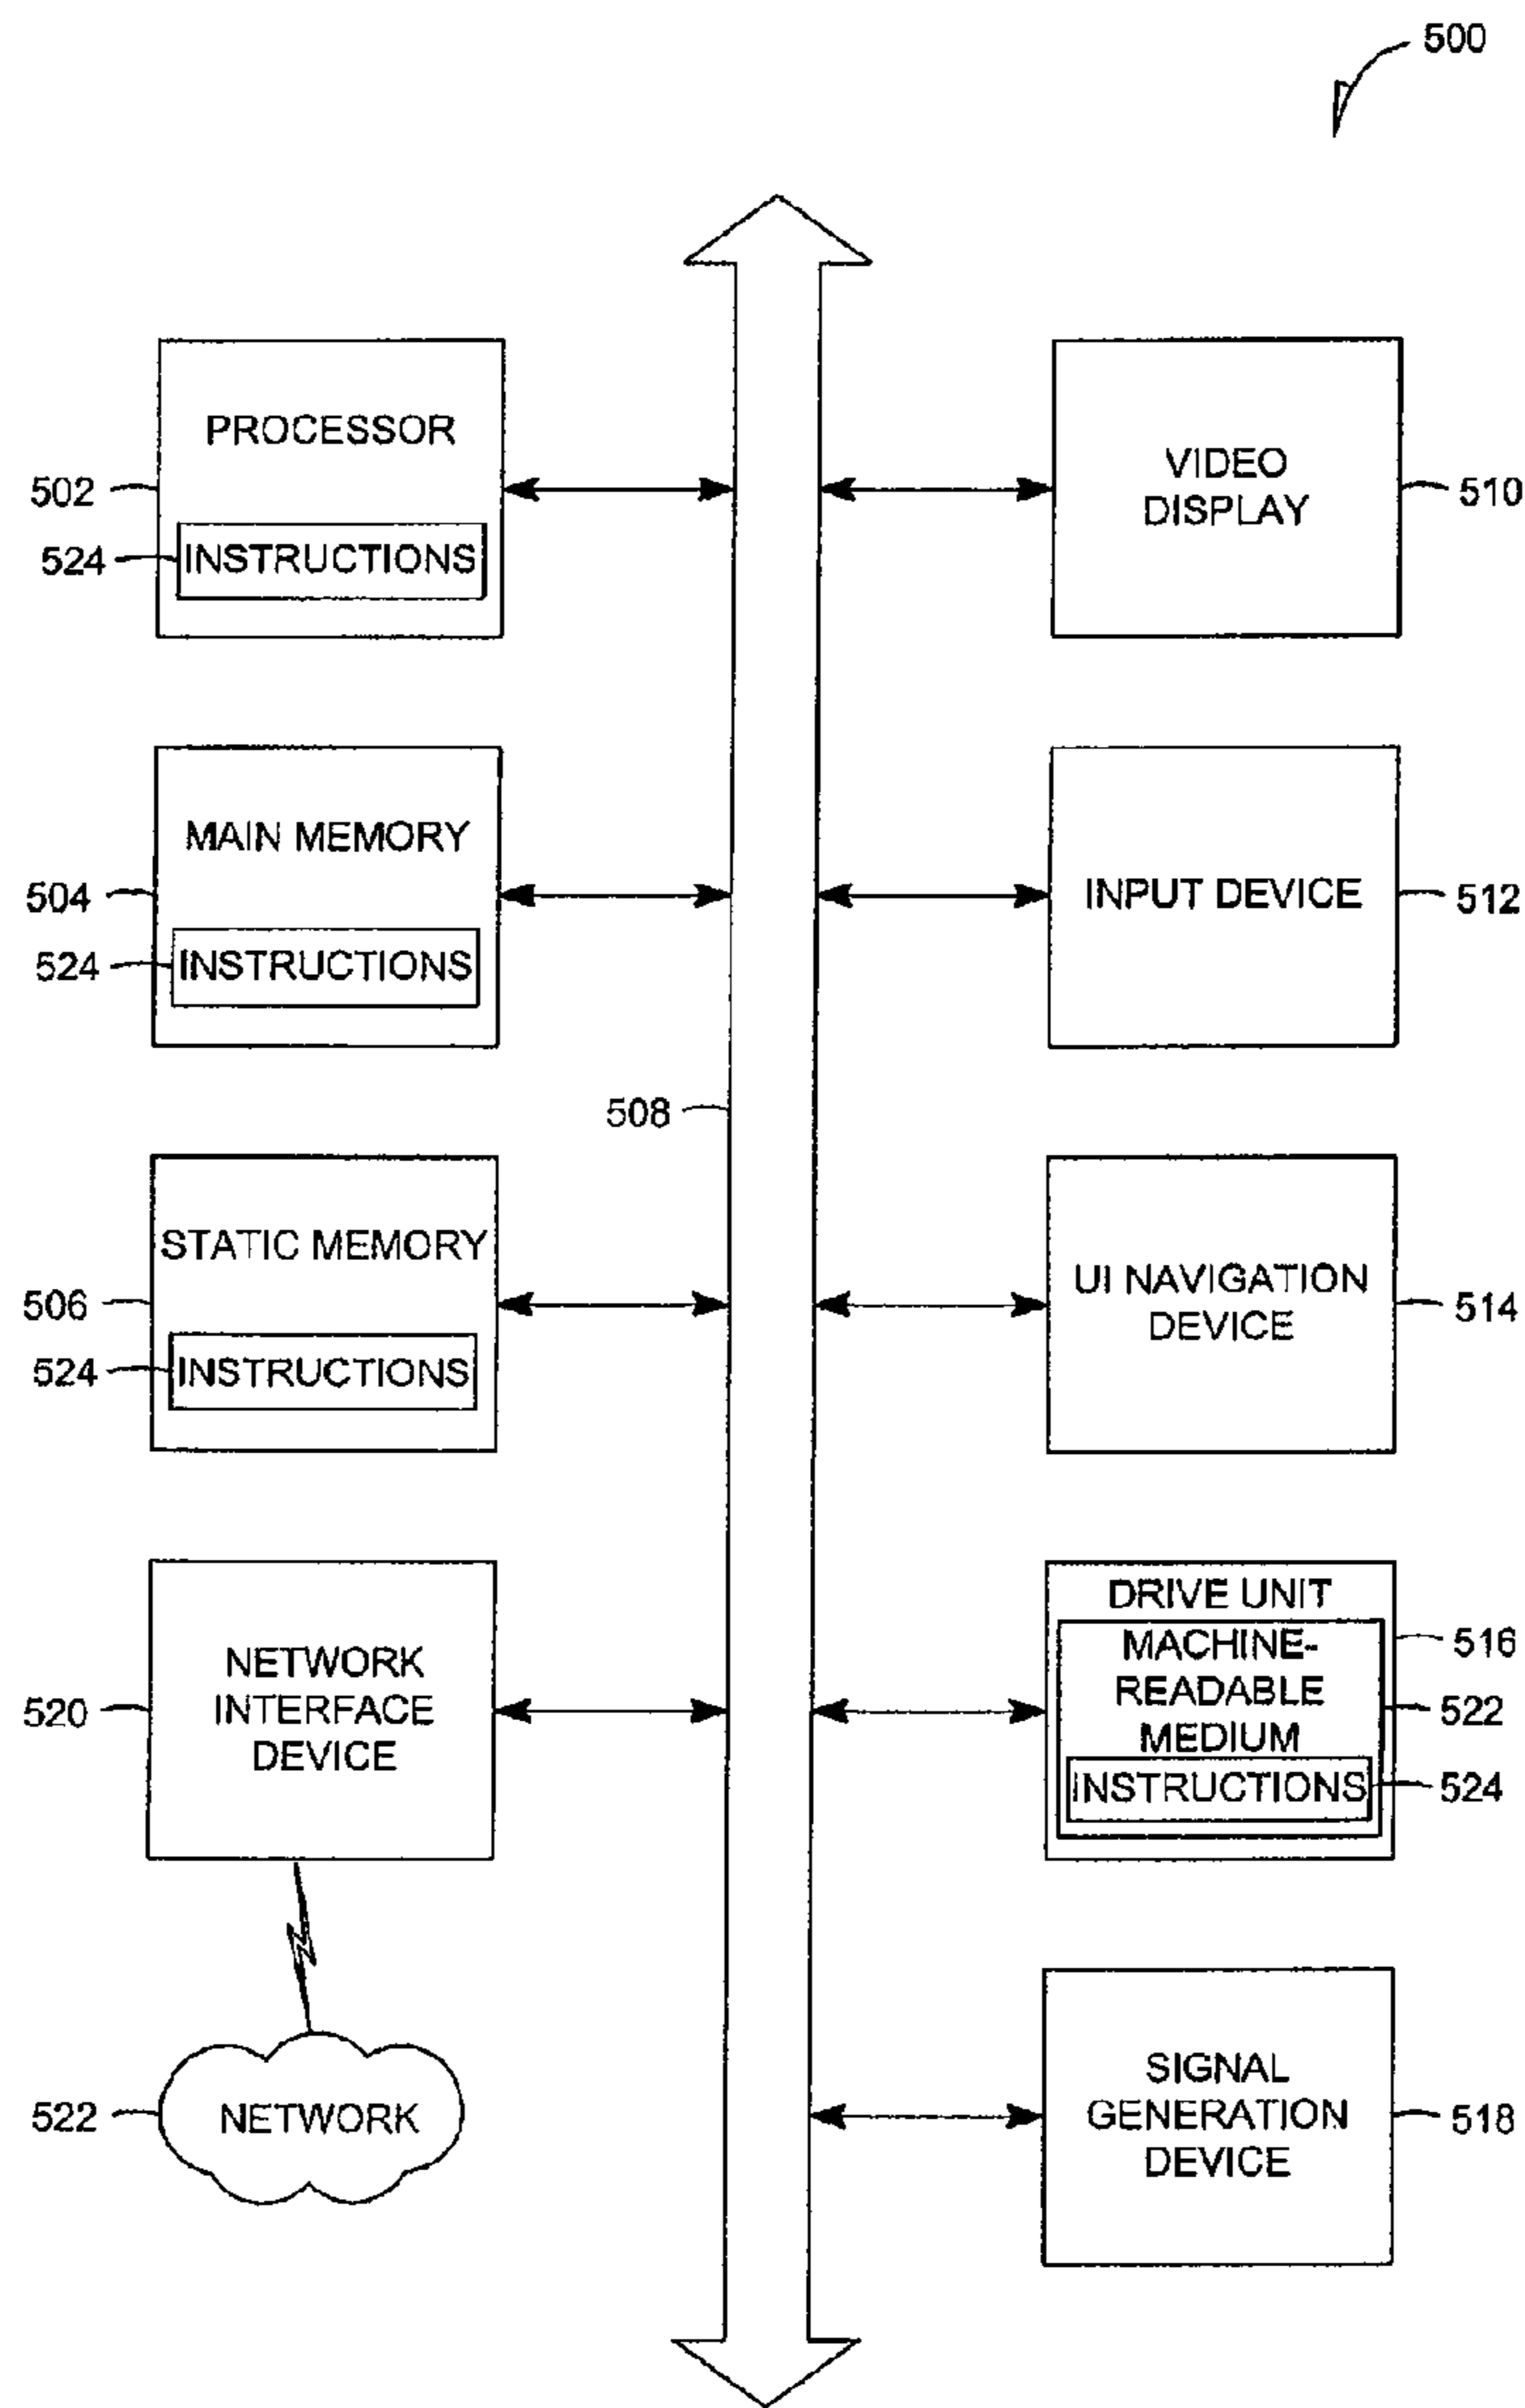 500
PROCESSOR
502
524
INSTRUCTIONS
VIDEO
DISPLAY
510
MAIN MEMORY
504
524
INSTRUCTIONS
INPUT DEVICE
512
508
STATIC MEMORY
506
524
INSTRUCTIONS
UI NAVIGATION
DEVICE
514
NETWORK
INTERFACE
DEVICE
520
DRIVE UNIT
516
MACHINE-
READABLE
MEDIUM
522
INSTRUCTIONS
524
522
NETWORK
SIGNAL
GENERATION
DEVICE
518